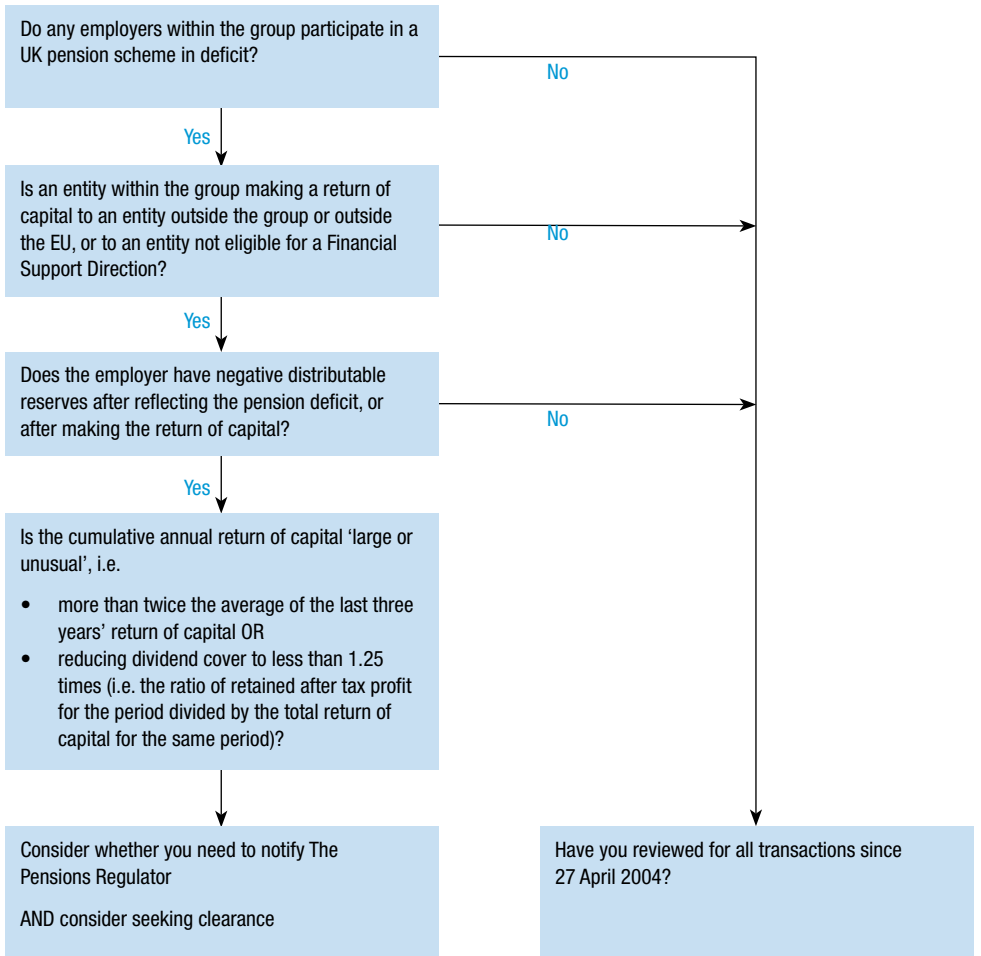 Do any employers within the group participate in a
UK pension scheme in deficit?
No
Yes
Is an entity within the group making a return of
capital to an entity outside the group or outside
the EU, or to an entity not eligible for a Financial
Support Direction?
No
Yes
Does the employer have negative distributable
reserves after reflecting the pension deficit, or
after making the return of capital?
No
Yes
Is the cumulative annual return of capital ‘large or
unusual’, i.e.
• more than twice the average of the last three
years’ return of capital OR
• reducing dividend cover to less than 1.25
times (i.e. the ratio of retained after tax profit
for the period divided by the total return of
capital for the same period)?
Consider whether you need to notify The
Pensions Regulator
AND consider seeking clearance
Have you reviewed for all transactions since
27 April 2004?